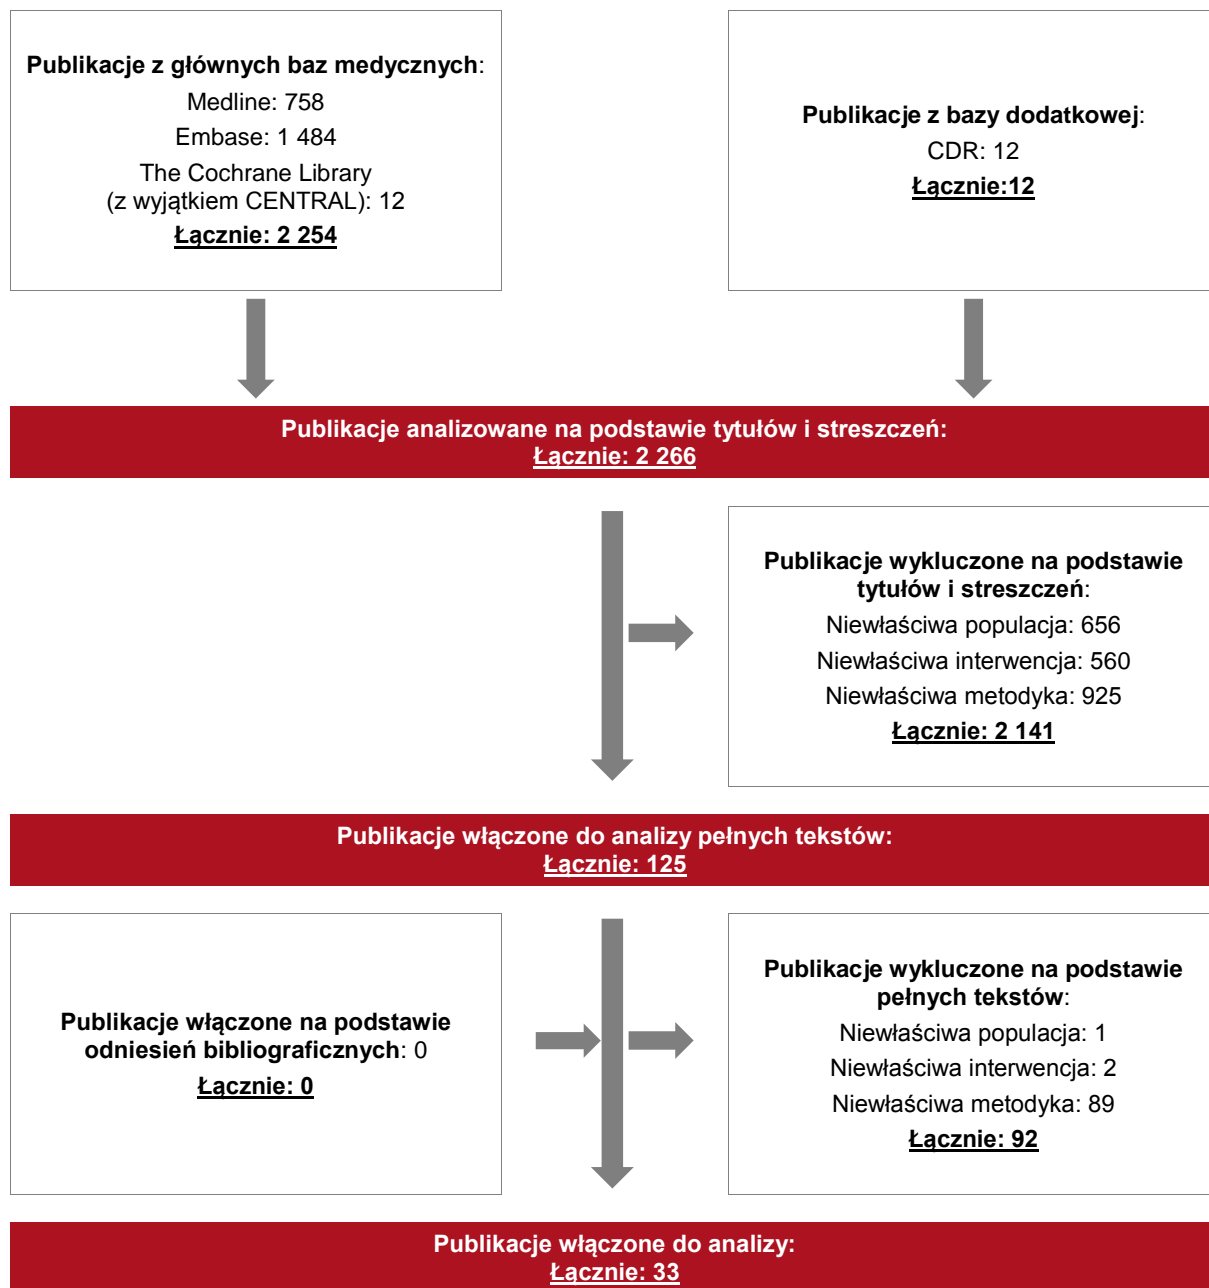 Publikacje z głównych baz medycznych:
Medline: 758
Embase: 1 484
The Cochrane Library
(z wyjątkiem CENTRAL): 12
Łącznie: 2 254
Publikacje z bazy dodatkowej:
CDR: 12
Łącznie:12
Publikacje analizowane na podstawie tytułów i streszczeń:
Łącznie: 2 266
Publikacje wykluczone na podstawie
tytułów i streszczeń:
Niewłaściwa populacja: 656
Niewłaściwa interwencja: 560
Niewłaściwa metodyka: 925
Łącznie: 2 141
Publikacje włączone do analizy pełnych tekstów:
Łącznie: 125
Publikacje włączone na podstawie
odniesień bibliograficznych: 0
Łącznie: 0
Publikacje wykluczone na podstawie
pełnych tekstów:
Niewłaściwa populacja: 1
Niewłaściwa interwencja: 2
Niewłaściwa metodyka: 89
Łącznie: 92
Publikacje włączone do analizy:
Łącznie: 33